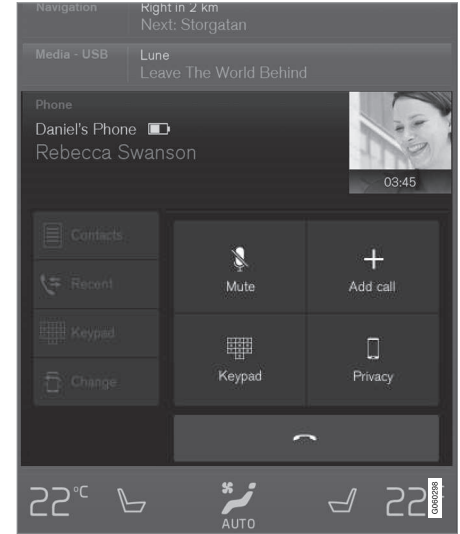 Navigation
Right in 2 km
Next: Storgatan
Media - USB
Lune
Leave The World Behind
Phone
Daniel's Phone
Rebecca Swanson
03:45
Contacts
Recent
Keypad
Change
Mute
Add call
Keypad
Privacy
22°C
AUTO
22
G060298